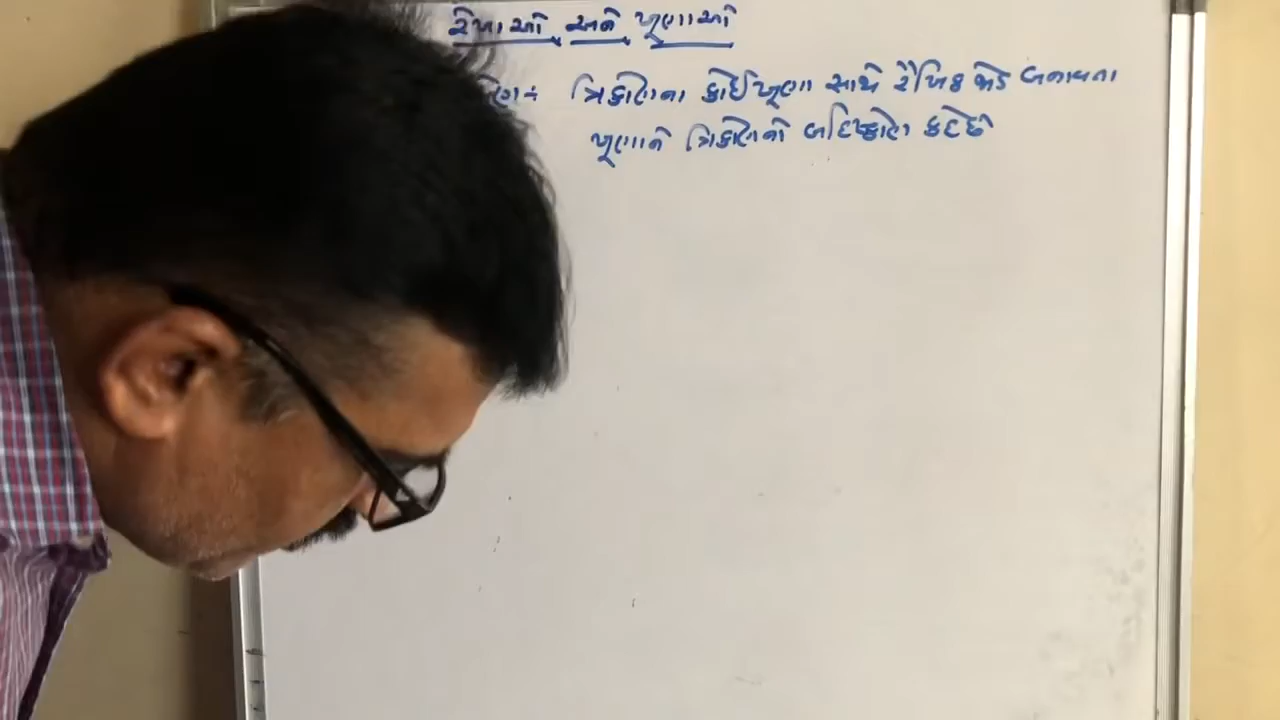 રેખાઓ અને ખૂણાઓ
ત્રિકોણના કોઈ ખૂણા સાથે રૈખિક જોડ બનાવતા
ખૂણાને ત્રિકોણનો બહિષ્કોણ કહે છે